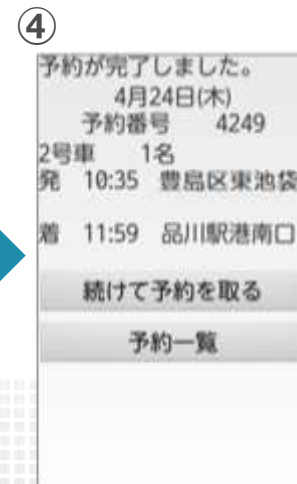 ④
予約が完了しました。
4月24日(木)
予約番号 4249
2号車 1名
発 10:35 豊島区東池袋
着 11:59 品川駅港南口
続けて予約を取る
予約一覧